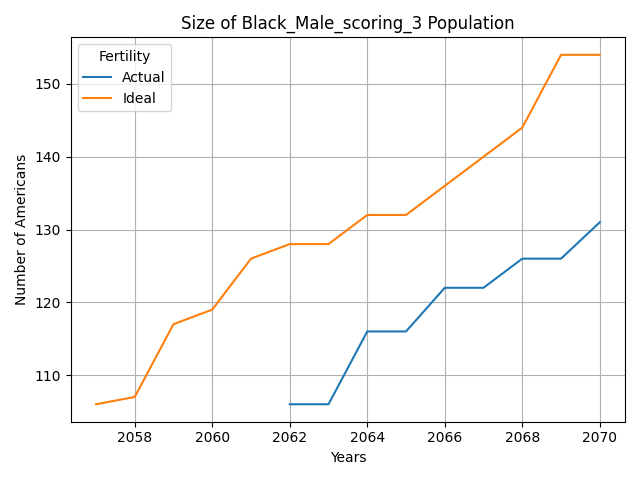 Size of Black_Male_scoring_3 Population
Fertility
Actual
Ideal
Number of Americans
150
140
130
120
110
2058 2060 2062 2064 2066 2068 2070
Years